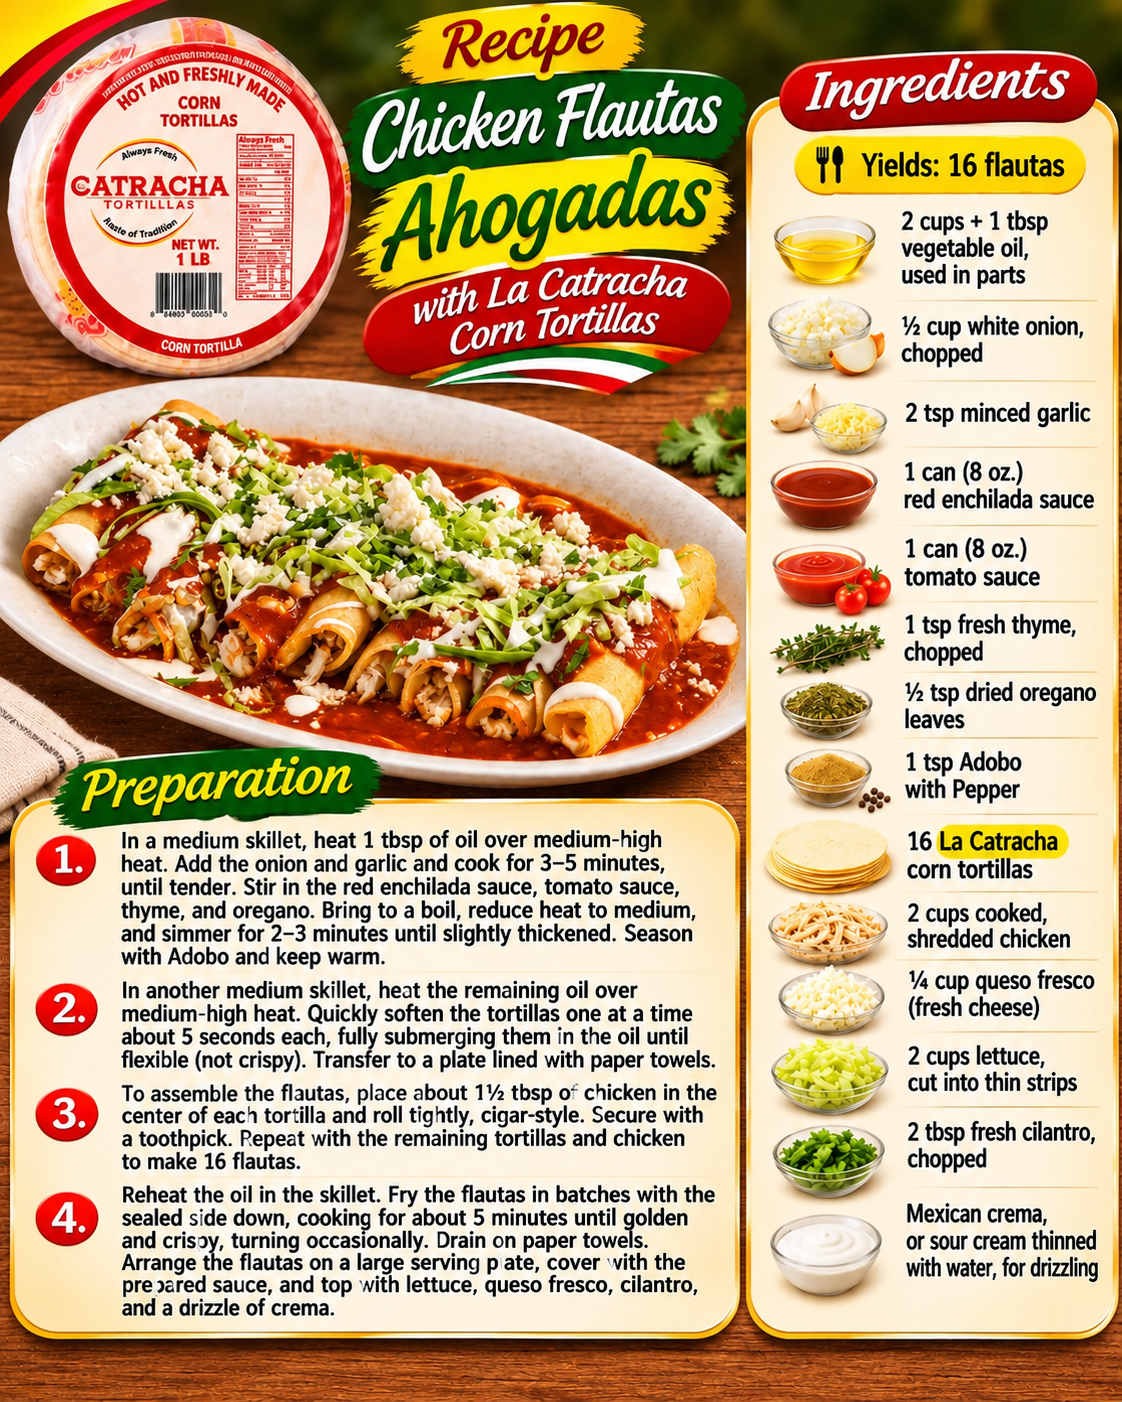 Recipe
Chicken Flautas
Ahogadas
with La Catracha
Corn Tortillas
HOT AND FRESHLY MADE
CORN
TORTILLAS
Always Fresh
CATRACHA
TORTILLLAS
of Tradition
NET WT.
1 LB
Always Fresh
CORN TORTILLA
Ingredients
Yields: 16 flautas
2 cups + 1 tbsp
vegetable oil,
used in parts
½ cup white onion,
chopped
2 tsp minced garlic
1 can (8 oz.)
red enchilada sauce
1 can (8 oz.)
tomato sauce
1 tsp fresh thyme,
chopped
½ tsp dried oregano
leaves
1 tsp Adobo
with Pepper
16 La Catracha
corn tortillas
2 cups cooked,
shredded chicken
¼ cup queso fresco
(fresh cheese)
2 cups lettuce,
cut into thin strips
2 tbsp fresh cilantro,
chopped
Mexican crema,
or sour cream thinned
with water, for drizzling
Preparation
1.
In a medium skillet, heat 1 tbsp of oil over medium-high
heat. Add the onion and garlic and cook for 3–5 minutes,
until tender. Stir in the red enchilada sauce, tomato sauce,
thyme, and oregano. Bring to a boil, reduce heat to medium,
and simmer for 2–3 minutes until slightly thickened. Season
with Adobo and keep warm.
2.
In another medium skillet, heat the remaining oil over
medium-high heat. Quickly soften the tortillas one at a time
about 5 seconds each, fully submerging them in the oil until
flexible (not crispy). Transfer to a plate lined with paper towels.
3.
To assemble the flautas, place about 1½ tbsp of chicken in the
center of each tortilla and roll tightly, cigar-style. Secure with
a toothpick. Repeat with the remaining tortillas and chicken
to make 16 flautas.
4.
Reheat the oil in the skillet. Fry the flautas in batches with the
sealed side down, cooking for about 5 minutes until golden
and crispy, turning occasionally. Drain on paper towels.
Arrange the flautas on a large serving plate, cover with the
prepared sauce, and top with lettuce, queso fresco, cilantro,
and a drizzle of crema.